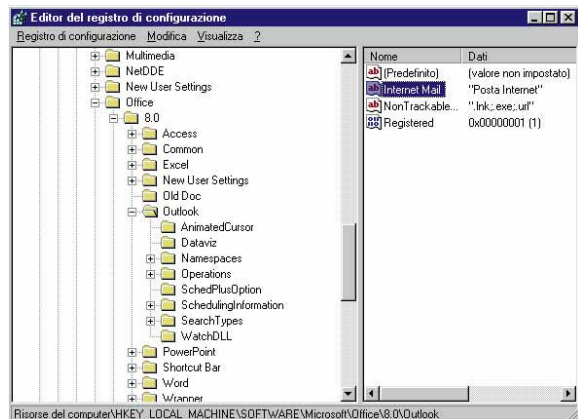 Editor del registro di configurazione
Registro di configurazione Modifica Visualizza ?
Multimedia
NetDDE
New User Settings
Office
8.0
Access
Common
Excel
New User Settings
Old Doc
Outlook
AnimatedCursor
Dataviz
Namespaces
Operations
SchedPlusOption
SchedulingInformation
SearchTypes
WatchDLL
PowerPoint
Shortcut Bar
Word
Wrapper
Nome Dati
(Predefinito) (valore non impostato)
Internet Mail "Posta Internet"
NonTrackable... ".lnk;.exe;.url"
Registered 0x00000001 (1)
Risorse del computer\HKEY_LOCAL_MACHINE\SOFTWARE\Microsoft\Office\8.0\Outlook